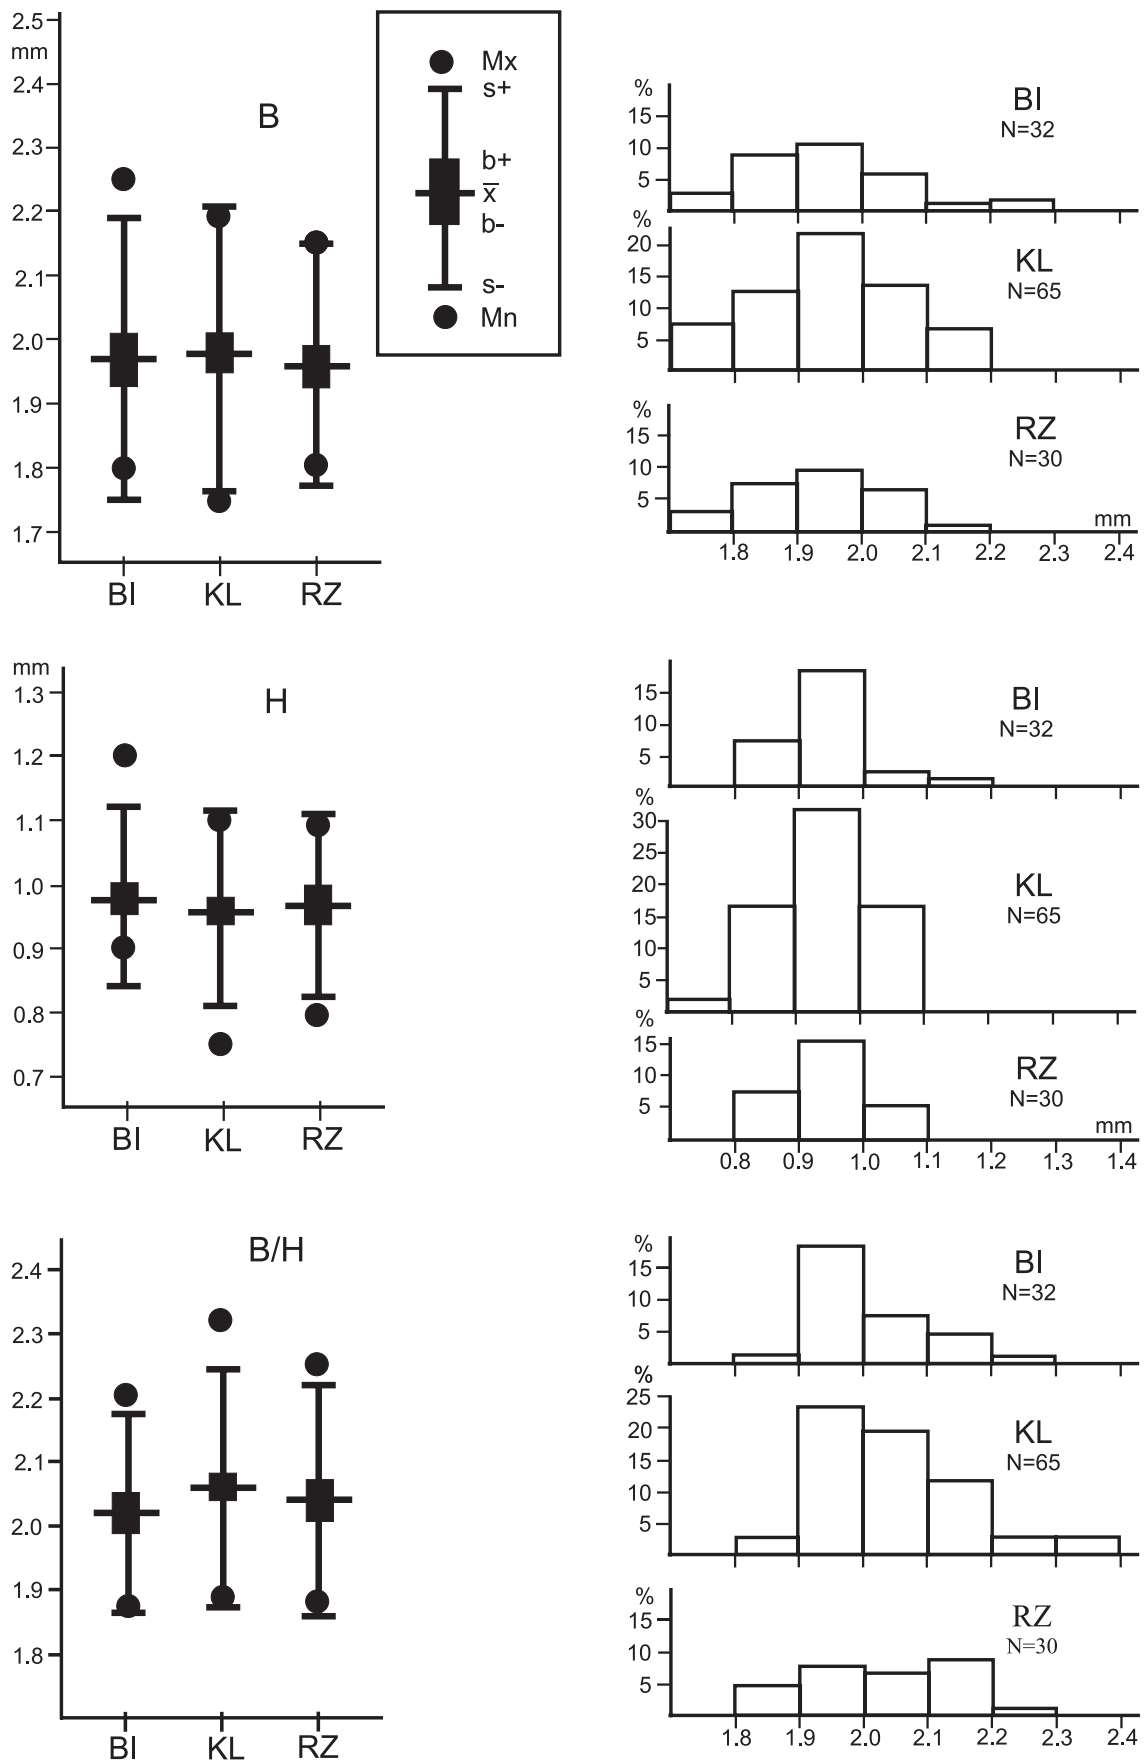 2.5
mm
2.4
2.3
2.2
2.1
2.0
1.9
1.8
1.7
B
BI KL RZ
Mx
s+
b+
x̅
b-
s-
Mn
%
15
10
5
BI
N=32
%
20
15
10
5
KL
N=65
%
15
10
5
RZ
N=30
mm
1.8 1.9 2.0 2.1 2.2 2.3 2.4
mm
1.3
1.2
1.1
1.0
0.9
0.8
0.7
H
BI KL RZ
15
10
5
BI
N=32
%
30
25
20
15
10
5
KL
N=65
%
15
10
5
RZ
N=30
mm
0.8 0.9 1.0 1.1 1.2 1.3 1.4
B/H
2.4
2.3
2.2
2.1
2.0
1.9
1.8
BI KL RZ
%
15
10
5
BI
N=32
%
25
20
15
10
5
KL
N=65
%
15
10
5
RZ
N=30
1.8 1.9 2.0 2.1 2.2 2.3 2.4